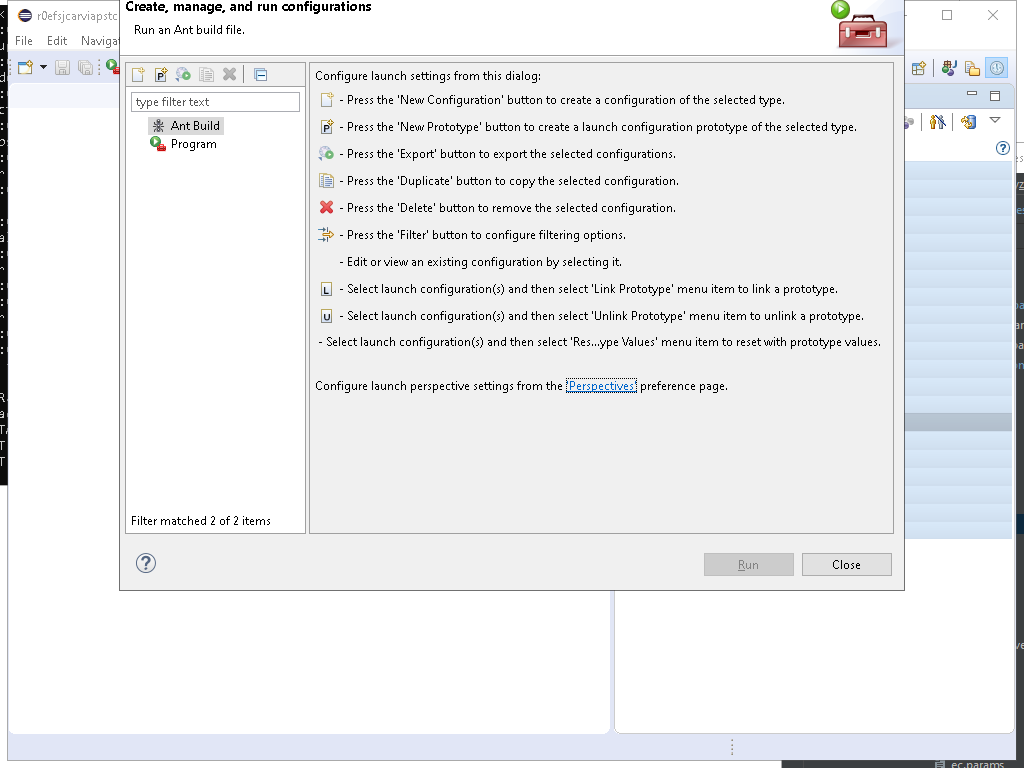 Create, manage, and run configurations
r0efsjcarviapstc
Run an Ant build file.
File Edit Naviga
Configure launch settings from this dialog:
type filter text
- Press the 'New Configuration' button to create a configuration of the selected type.
Ant Build
- Press the 'New Prototype' button to create a launch configuration prototype of the selected type.
Program
- Press the 'Export' button to export the selected configurations.
- Press the 'Duplicate' button to copy the selected configuration.
- Press the 'Delete' button to remove the selected configuration.
- Press the 'Filter' button to configure filtering options.
- Edit or view an existing configuration by selecting it.
L - Select launch configuration(s) and then select 'Link Prototype' menu item to link a prototype.
U - Select launch configuration(s) and then select 'Unlink Prototype' menu item to unlink a prototype.
- Select launch configuration(s) and then select 'Res...ype Values' menu item to reset with prototype values.
Configure launch perspective settings from the 'Perspectives' preference page.
Filter matched 2 of 2 items
Run Close
ec.params